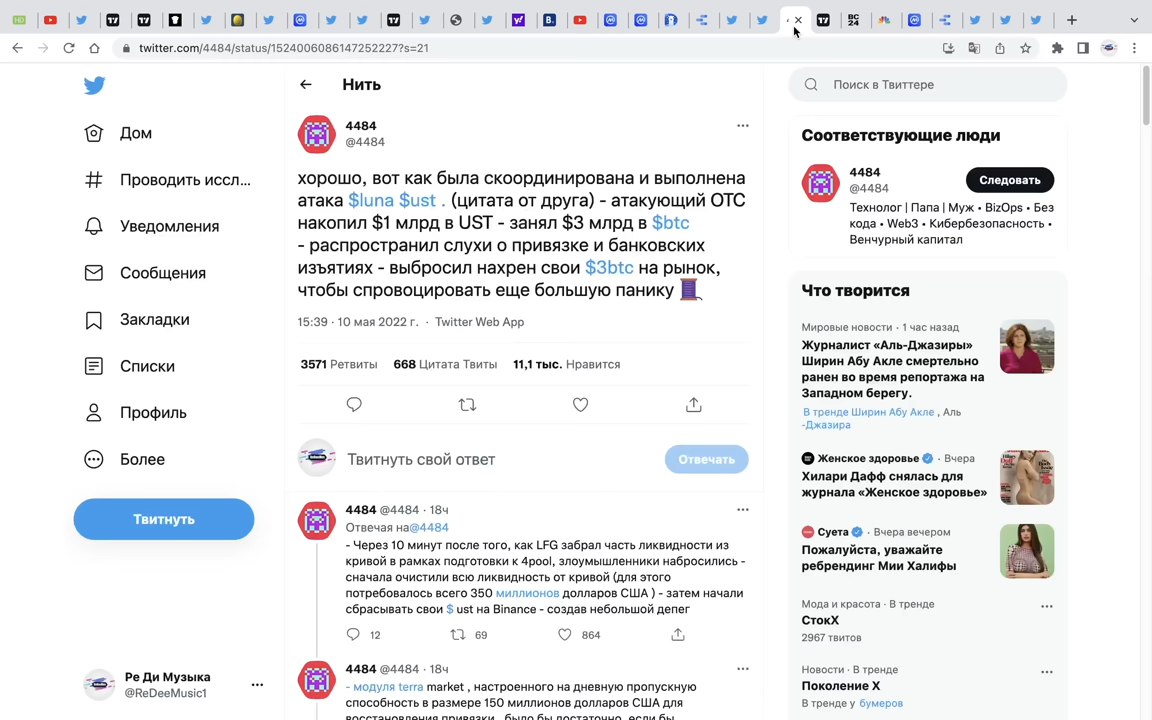 twitter.com/4484/status/1524006086147252227?s=21
Дом
Проводить иссл...
Уведомления
Сообщения
Закладки
Списки
Профиль
Более
Твитнуть
Ре Ди Музыка
@ReDeeMusic1
Нить
4484
@4484
хорошо, вот как была скоординирована и выполнена
атака $luna $ust . (цитата от друга) - атакующий OTC
накопил $1 млрд в UST - занял $3 млрд в $btc
- распространил слухи о привязке и банковских
изъятиях - выбросил нахрен свои $3btc на рынок,
чтобы спровоцировать еще большую панику
15:39 · 10 мая 2022 г. · Twitter Web App
3571 Ретвиты 668 Цитата Твиты 11,1 тыс. Нравится
Твитнуть свой ответ
Отвечать
4484 @4484 · 18ч
Отвечая на@4484
- Через 10 минут после того, как LFG забрал часть ликвидности из
кривой в рамках подготовки к 4pool, злоумышленники набросились -
сначала очистили всю ликвидность от кривой (для этого
потребовалось всего 350 миллионов долларов США ) - затем начали
сбрасывать свои $ ust на Binance - создав небольшой депег
12 69 864
4484 @4484 · 18ч
- модуля terra market , настроенного на дневную пропускную
способность в размере 150 миллионов долларов США для
восстановления привязки , было бы достаточно, если бы
Поиск в Твиттере
Соответствующие люди
4484
@4484
Следовать
Технолог | Папа | Муж • BizOps • Без
кода • Web3 • Кибербезопасность •
Венчурный капитал
Что творится
Мировые новости · 1 час назад
Журналист «Аль-Джазиры»
Ширин Абу Акле смертельно
ранен во время репортажа на
Западном берегу.
В тренде Ширин Абу Акле , Аль
-Джазира
Женское здоровье · Вчера
Хилари Дафф снялась для
журнала «Женское здоровье»
Суета · Вчера вечером
Пожалуйста, уважайте
ребрендинг Мии Халифы
Мода и красота · В тренде
СтокХ
2967 твитов
Новости · В тренде
Поколение X
В тренде у бумеров